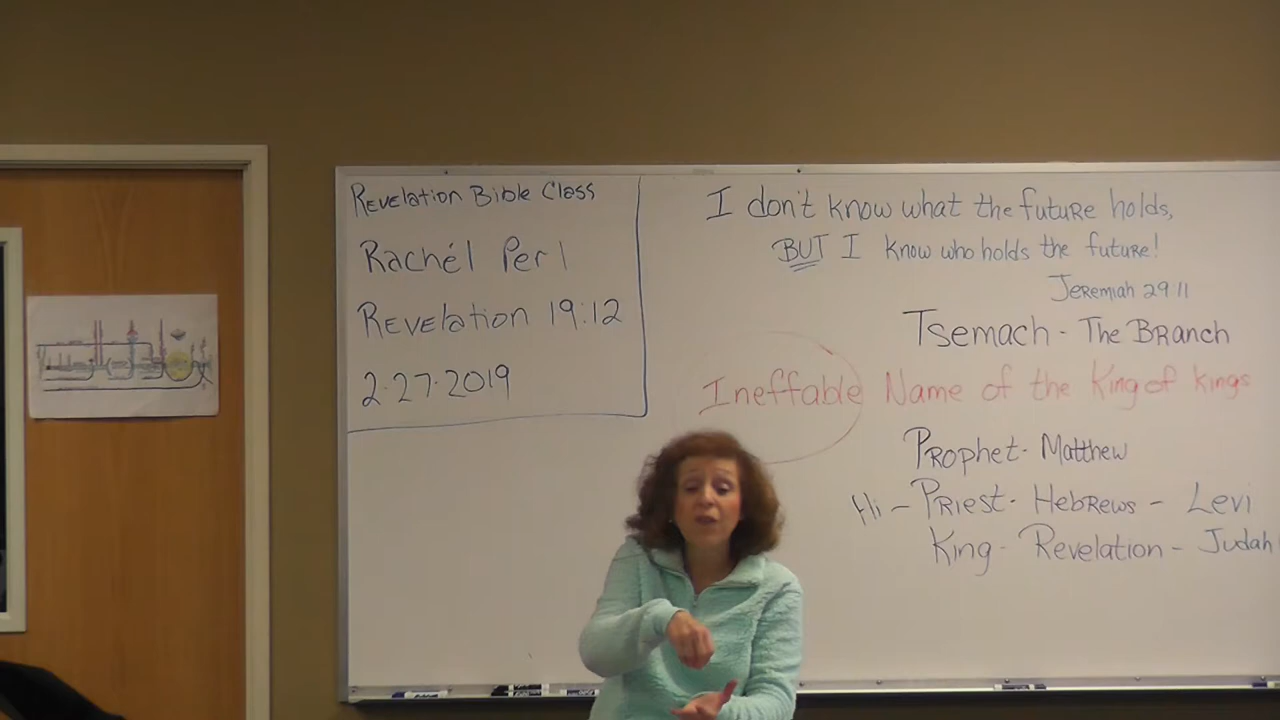 Revelation Bible Class
Rachél Perl
Revelation 19:12
2.27.2019
I don't know what the future holds,
BUT I know who holds the future!
Jeremiah 29 11
Tsemach - The Branch
Ineffable Name of the King of kings
Prophet - Matthew
Hi - Priest - Hebrews - Levi
King - Revelation - Judah